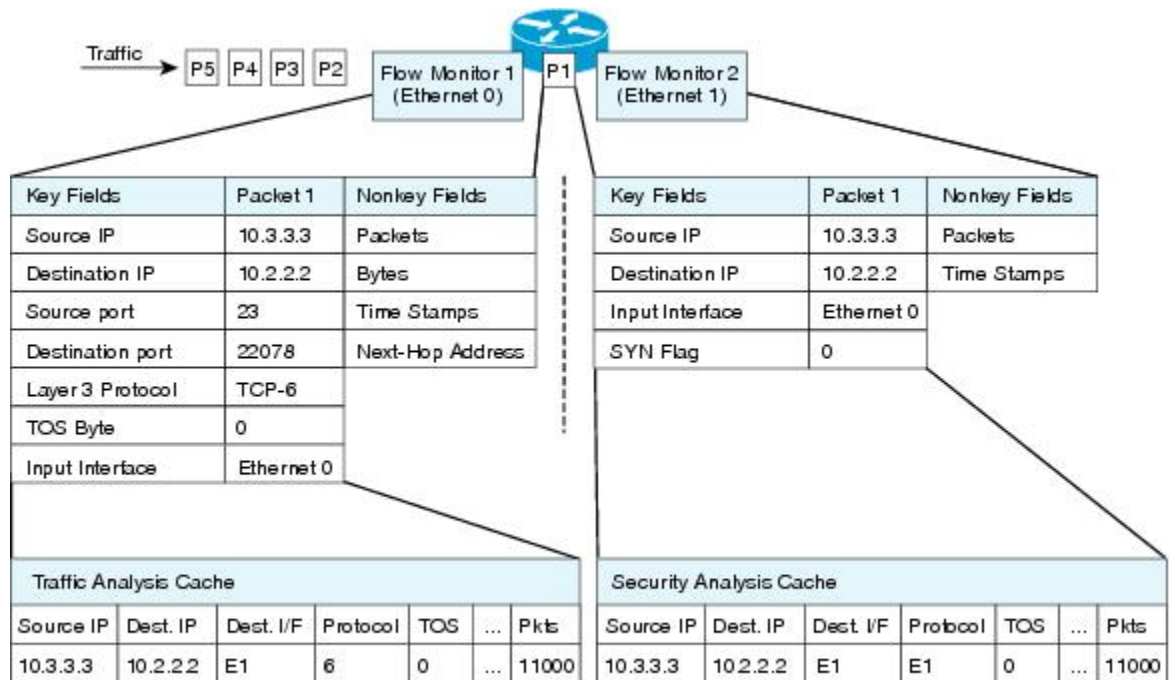 Traffic
P5 P4 P3 P2
Flow Monitor 1
(Ethernet 0)
P1
Flow Monitor 2
(Ethernet 1)
Key Fields Packet 1 Nonkey Fields
Source IP 10.3.3.3 Packets
Destination IP 10.2.2.2 Bytes
Source port 23 Time Stamps
Destination port 22078 Next-Hop Address
Layer 3 Protocol TCP-6
TOS Byte 0
Input Interface Ethernet 0
Key Fields Packet 1 Nonkey Fields
Source IP 10.3.3.3 Packets
Destination IP 10.2.2.2 Time Stamps
Input Interface Ethernet 0
SYN Flag 0
Traffic Analysis Cache
Source IP Dest. IP Dest. I/F Protocol TOS ... Pkts
10.3.3.3 10.2.2.2 E1 6 0 ... 11000
Security Analysis Cache
Source IP Dest. IP Dest. I/F Protocol TOS ... Pkts
10.3.3.3 10.2.2.2 E1 E1 0 ... 11000